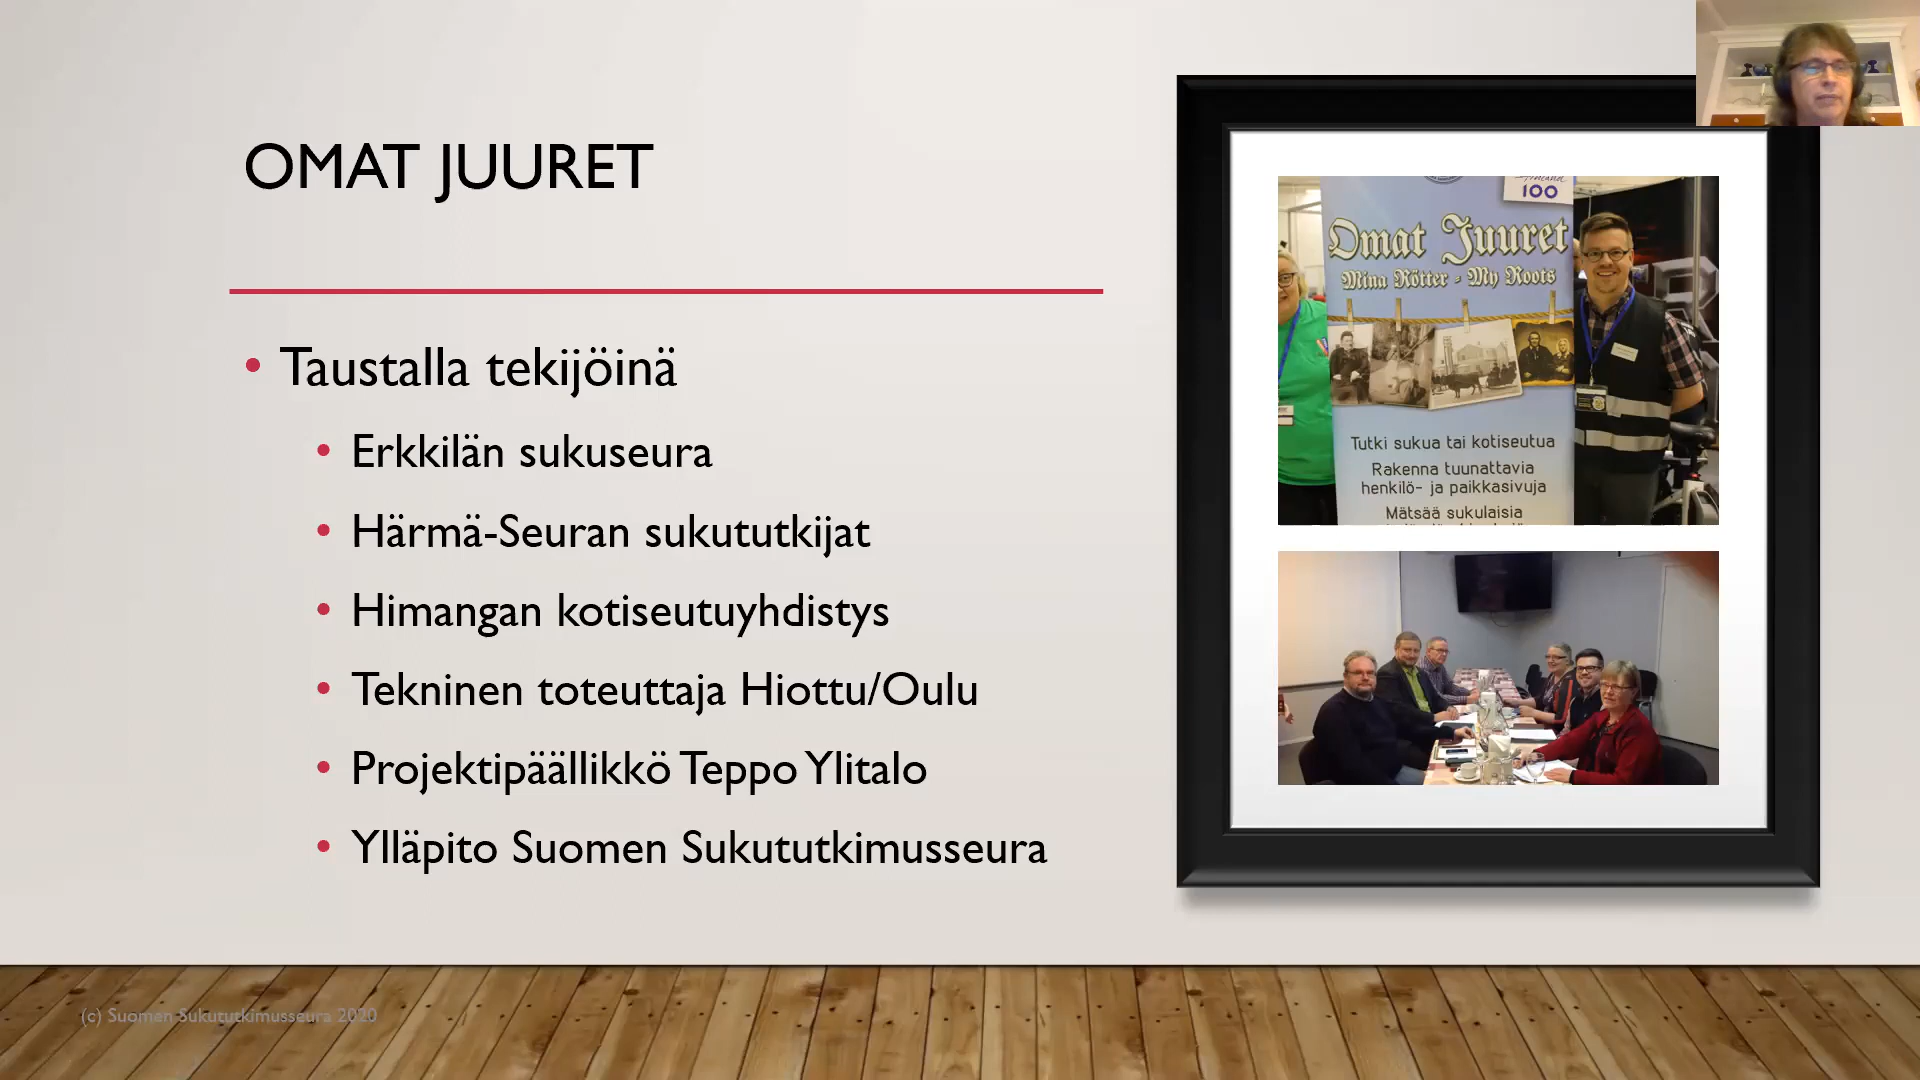 OMAT JUURET
• Taustalla tekijöinä
• Erkkilän sukuseura
• Härmä-Seuran sukututkijat
• Himangan kotiseutuyhdistys
• Tekninen toteuttaja Hiottu/Oulu
• Projektipäällikkö Teppo Ylitalo
• Ylläpito Suomen Sukututkimusseura
100
Omat Juuret
Mina Rötter - My Roots
Tutki sukua tai kotiseutua
Rakenna tuunattavia
henkilö- ja paikkasivuja
Mätsää sukulaisia
(c) Suomen Sukututkimusseura 2020